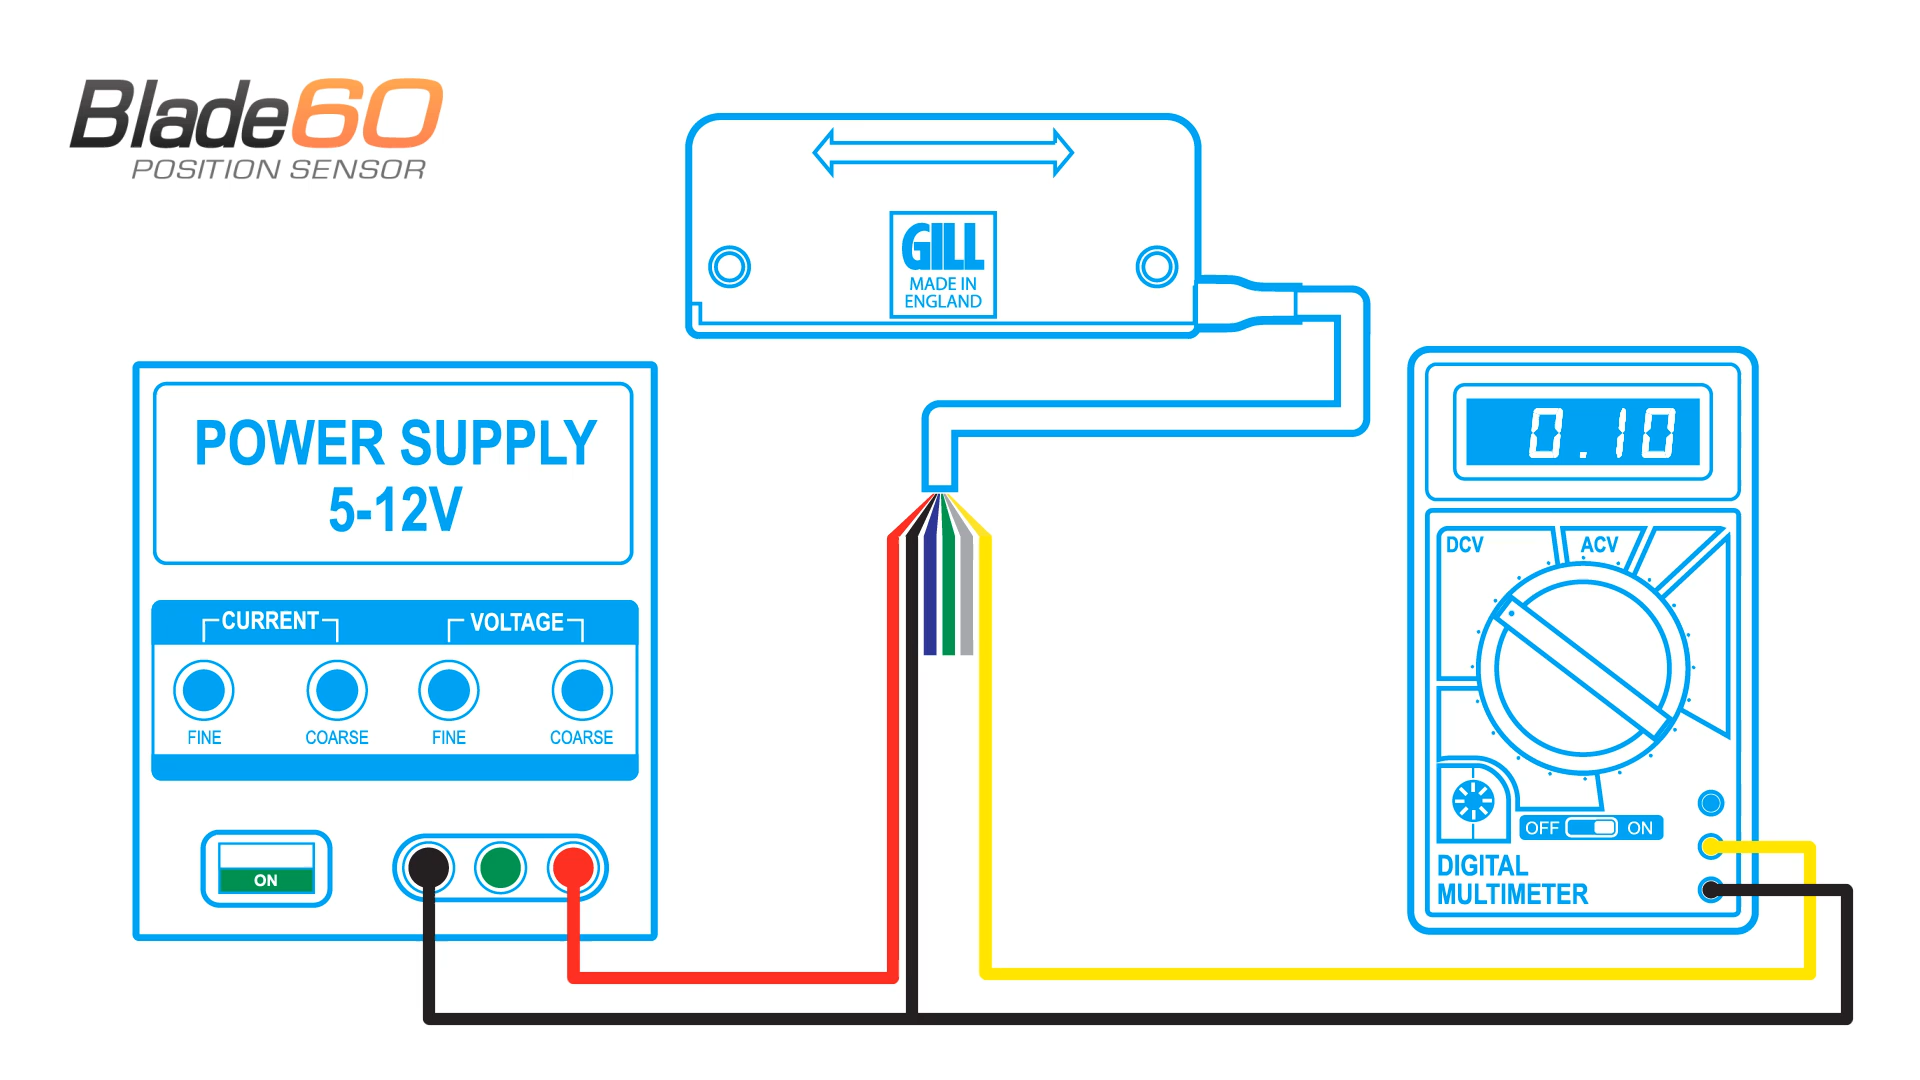 Blade60
POSITION SENSOR
GILL
MADE IN
ENGLAND
POWER SUPPLY
5-12V
CURRENT
VOLTAGE
FINE
COARSE
FINE
COARSE
ON
0.10
DCV
ACV
OFF
ON
DIGITAL
MULTIMETER